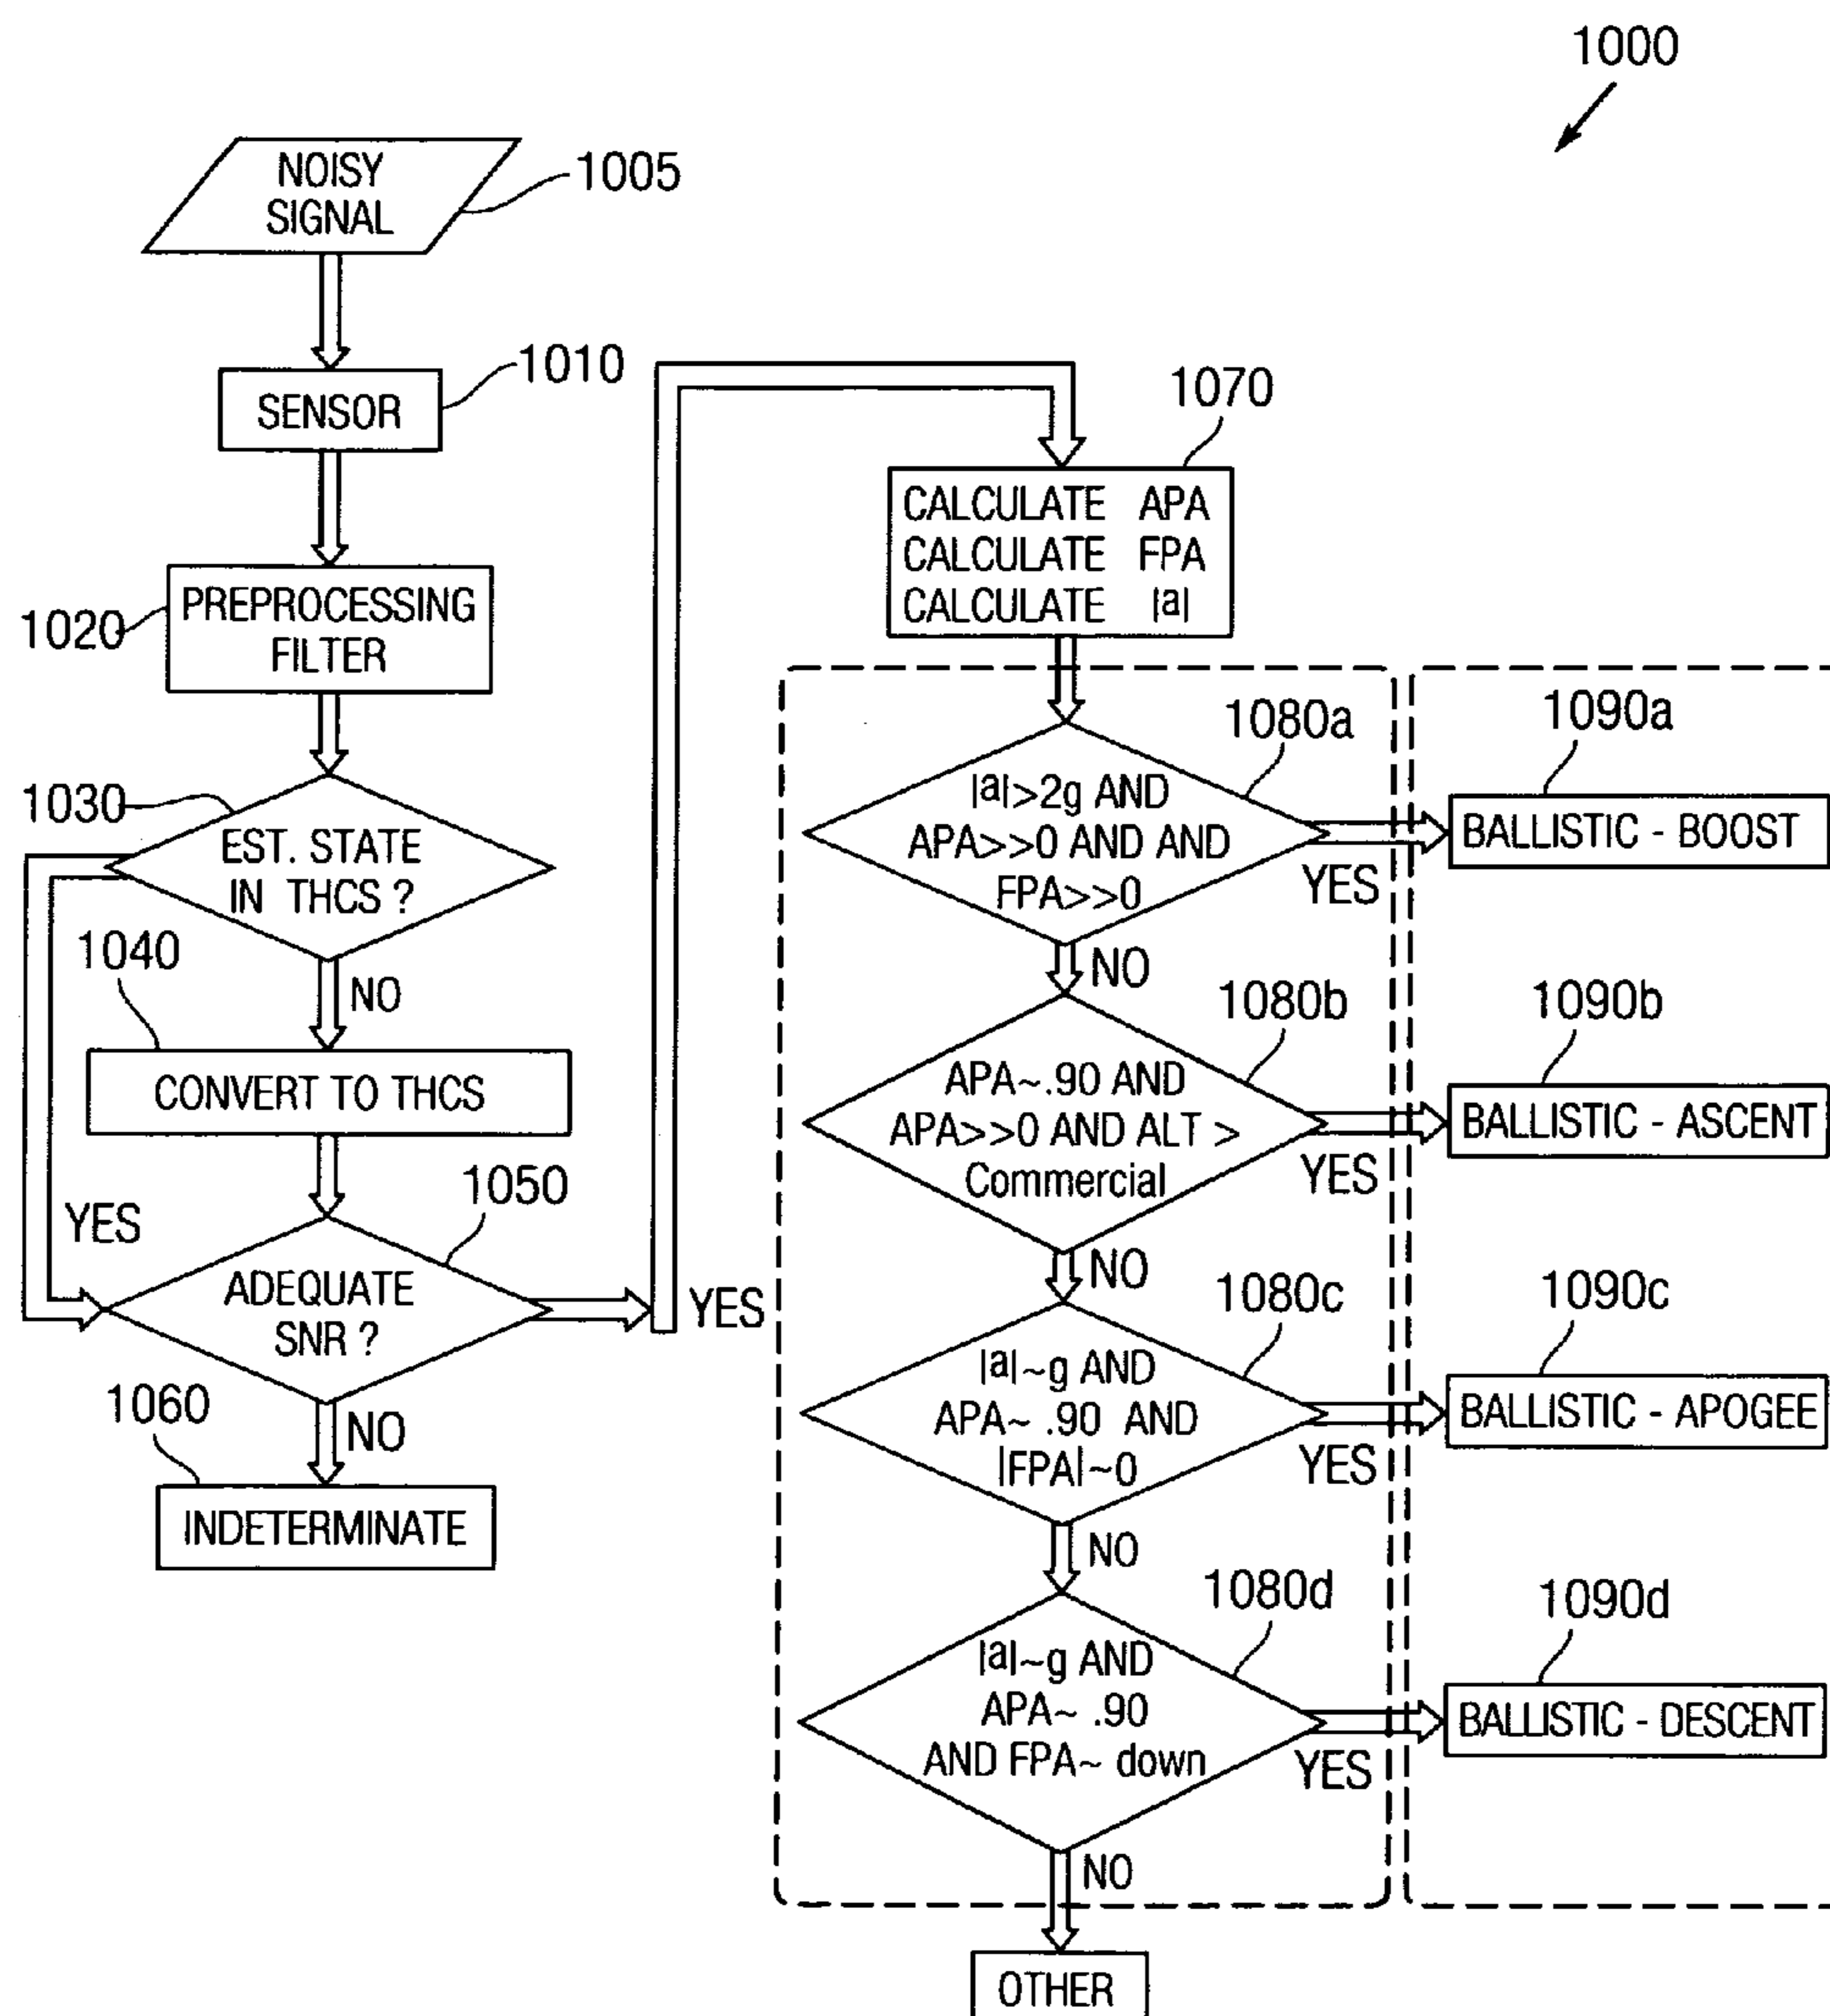 1000
NOISY
SIGNAL
1005
SENSOR
1010
PREPROCESSING
FILTER
1020
1030
EST. STATE
IN THCS ?
NO
YES
1040
CONVERT TO THCS
1050
ADEQUATE
SNR ?
YES
NO
1060
INDETERMINATE
1070
CALCULATE APA
CALCULATE FPA
CALCULATE |a|
1080a
|a|>2g AND
APA>>0 AND AND
FPA>>0
YES
1090a
BALLISTIC - BOOST
NO
1080b
APA~.90 AND
APA>>0 AND ALT >
Commercial
YES
1090b
BALLISTIC - ASCENT
NO
1080c
|a|~g AND
APA~ .90 AND
|FPA|~0
YES
1090c
BALLISTIC - APOGEE
NO
1080d
|a|~g AND
APA~ .90
AND FPA~ down
YES
1090d
BALLISTIC - DESCENT
NO
OTHER